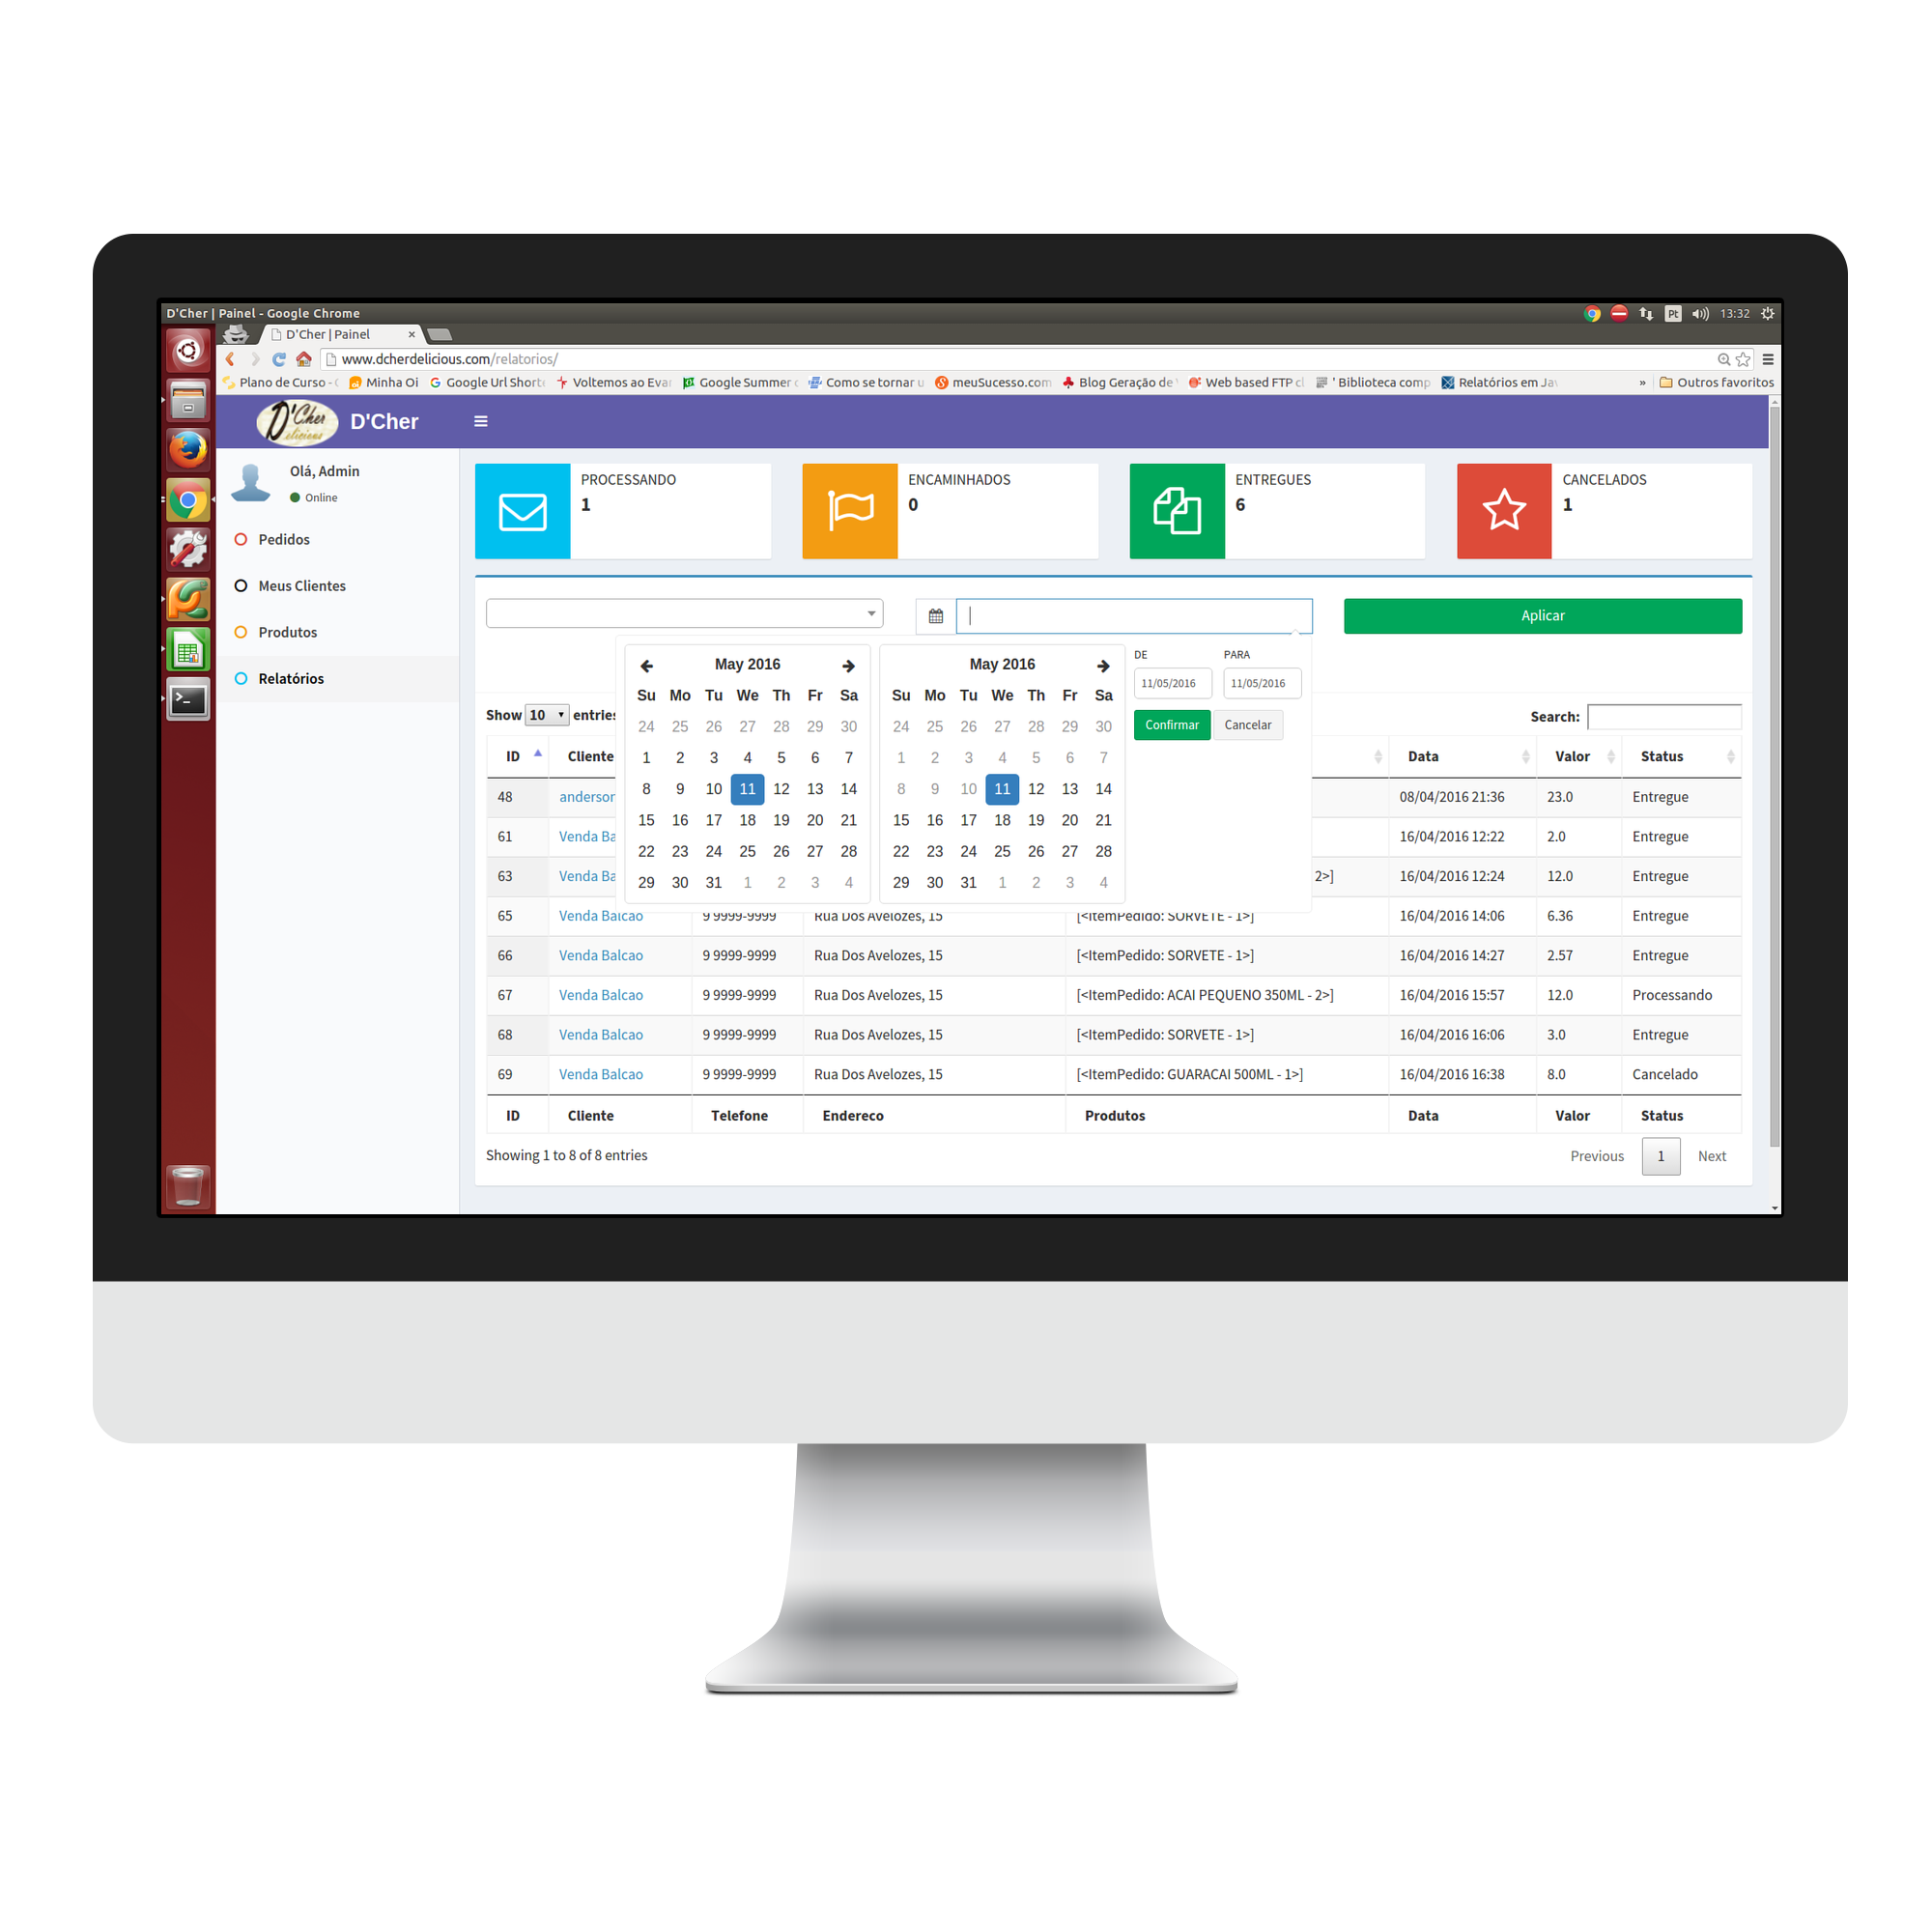 D'Cher | Painel - Google Chrome
Pt 13:32
D'Cher | Painel ×
www.dcherdelicious.com/relatorios/
Plano de Curso - Minha Oi Google Url Short Voltemos ao Eva Google Summer Como se tornar meuSucesso.com Blog Geração de Web based FTP cl ' Biblioteca comp Relatórios em Ja » Outros favoritos
D'Cher
D'Cher
Olá, Admin
Online
Pedidos
Meus Clientes
Produtos
Relatórios
PROCESSANDO
1
ENCAMINHADOS
0
ENTREGUES
6
CANCELADOS
1
Aplicar
May 2016
Su Mo Tu We Th Fr Sa
24 25 26 27 28 29 30
1 2 3 4 5 6 7
8 9 10 11 12 13 14
15 16 17 18 19 20 21
22 23 24 25 26 27 28
29 30 31 1 2 3 4
May 2016
Su Mo Tu We Th Fr Sa
24 25 26 27 28 29 30
1 2 3 4 5 6 7
8 9 10 11 12 13 14
15 16 17 18 19 20 21
22 23 24 25 26 27 28
29 30 31 1 2 3 4
DE PARA
11/05/2016 11/05/2016
Confirmar Cancelar
Show 10 entries
Search:
ID Cliente Data Valor Status
48 anderson 08/04/2016 21:36 23.0 Entregue
61 Venda Ba 16/04/2016 12:22 2.0 Entregue
63 Venda Ba 2>] 16/04/2016 12:24 12.0 Entregue
65 Venda Balcao 9 9999-9999 Rua Dos Avelozes, 15 [<ItemPedido: SORVETE - 1>] 16/04/2016 14:06 6.36 Entregue
66 Venda Balcao 9 9999-9999 Rua Dos Avelozes, 15 [<ItemPedido: SORVETE - 1>] 16/04/2016 14:27 2.57 Entregue
67 Venda Balcao 9 9999-9999 Rua Dos Avelozes, 15 [<ItemPedido: ACAI PEQUENO 350ML - 2>] 16/04/2016 15:57 12.0 Processando
68 Venda Balcao 9 9999-9999 Rua Dos Avelozes, 15 [<ItemPedido: SORVETE - 1>] 16/04/2016 16:06 3.0 Entregue
69 Venda Balcao 9 9999-9999 Rua Dos Avelozes, 15 [<ItemPedido: GUARACAI 500ML - 1>] 16/04/2016 16:38 8.0 Cancelado
ID Cliente Telefone Endereco Produtos Data Valor Status
Showing 1 to 8 of 8 entries
Previous 1 Next